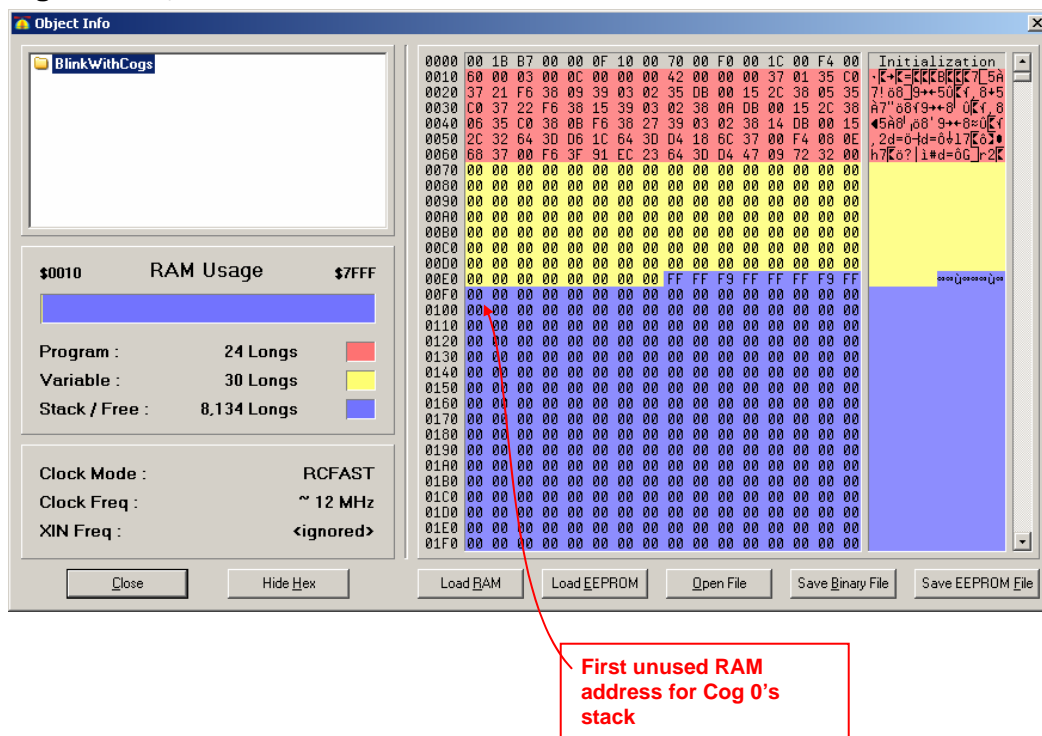 Object Info
BlinkWithCogs
$0010 RAM Usage $7FFF
Program : 24 Longs
Variable : 30 Longs
Stack / Free : 8,134 Longs
Clock Mode : RCFAST
Clock Freq : ~ 12 MHz
XIN Freq : <ignored>
0000 00 1B B7 00 00 0F 10 00 70 00 F0 00 1C 00 F4 00 Initialization
0010 60 00 03 00 0C 00 00 00 42 00 00 00 37 01 35 C0
0020 37 21 F6 38 09 39 03 02 35 DB 00 15 2C 38 05 35
0030 C0 37 22 F6 38 15 39 03 02 38 0A DB 00 15 2C 38
0040 06 35 C0 38 0B F6 38 27 39 03 02 38 14 DB 00 15
0050 2C 32 64 3D D6 1C 64 3D D4 18 6C 37 00 F4 08 0E
0060 68 37 00 F6 3F 91 EC 23 64 3D D4 47 09 72 32 00
0070 00 00 00 00 00 00 00 00 00 00 00 00 00 00 00 00
0080 00 00 00 00 00 00 00 00 00 00 00 00 00 00 00 00
0090 00 00 00 00 00 00 00 00 00 00 00 00 00 00 00 00
00A0 00 00 00 00 00 00 00 00 00 00 00 00 00 00 00 00
00B0 00 00 00 00 00 00 00 00 00 00 00 00 00 00 00 00
00C0 00 00 00 00 00 00 00 00 00 00 00 00 00 00 00 00
00D0 00 00 00 00 00 00 00 00 00 00 00 00 00 00 00 00
00E0 00 00 00 00 00 00 00 00 FF FF F9 FF FF FF F9 FF
00F0 00 00 00 00 00 00 00 00 00 00 00 00 00 00 00 00
0100 00 00 00 00 00 00 00 00 00 00 00 00 00 00 00 00
0110 00 00 00 00 00 00 00 00 00 00 00 00 00 00 00 00
0120 00 00 00 00 00 00 00 00 00 00 00 00 00 00 00 00
0130 00 00 00 00 00 00 00 00 00 00 00 00 00 00 00 00
0140 00 00 00 00 00 00 00 00 00 00 00 00 00 00 00 00
0150 00 00 00 00 00 00 00 00 00 00 00 00 00 00 00 00
0160 00 00 00 00 00 00 00 00 00 00 00 00 00 00 00 00
0170 00 00 00 00 00 00 00 00 00 00 00 00 00 00 00 00
0180 00 00 00 00 00 00 00 00 00 00 00 00 00 00 00 00
0190 00 00 00 00 00 00 00 00 00 00 00 00 00 00 00 00
01A0 00 00 00 00 00 00 00 00 00 00 00 00 00 00 00 00
01B0 00 00 00 00 00 00 00 00 00 00 00 00 00 00 00 00
01C0 00 00 00 00 00 00 00 00 00 00 00 00 00 00 00 00
01D0 00 00 00 00 00 00 00 00 00 00 00 00 00 00 00 00
01E0 00 00 00 00 00 00 00 00 00 00 00 00 00 00 00 00
01F0 00 00 00 00 00 00 00 00 00 00 00 00 00 00 00 00
Close Hide Hex Load RAM Load EEPROM Open File Save Binary File Save EEPROM File
First unused RAM
address for Cog 0’s
stack